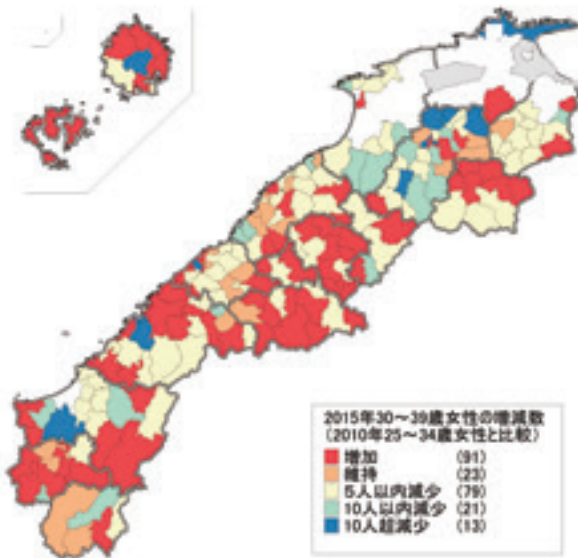 2015年30～39歳女性の増減数
(2010年25～34歳女性と比較)
増加 (91)
維持 (23)
5人以内減少 (79)
10人以内減少 (21)
10人超減少 (13)